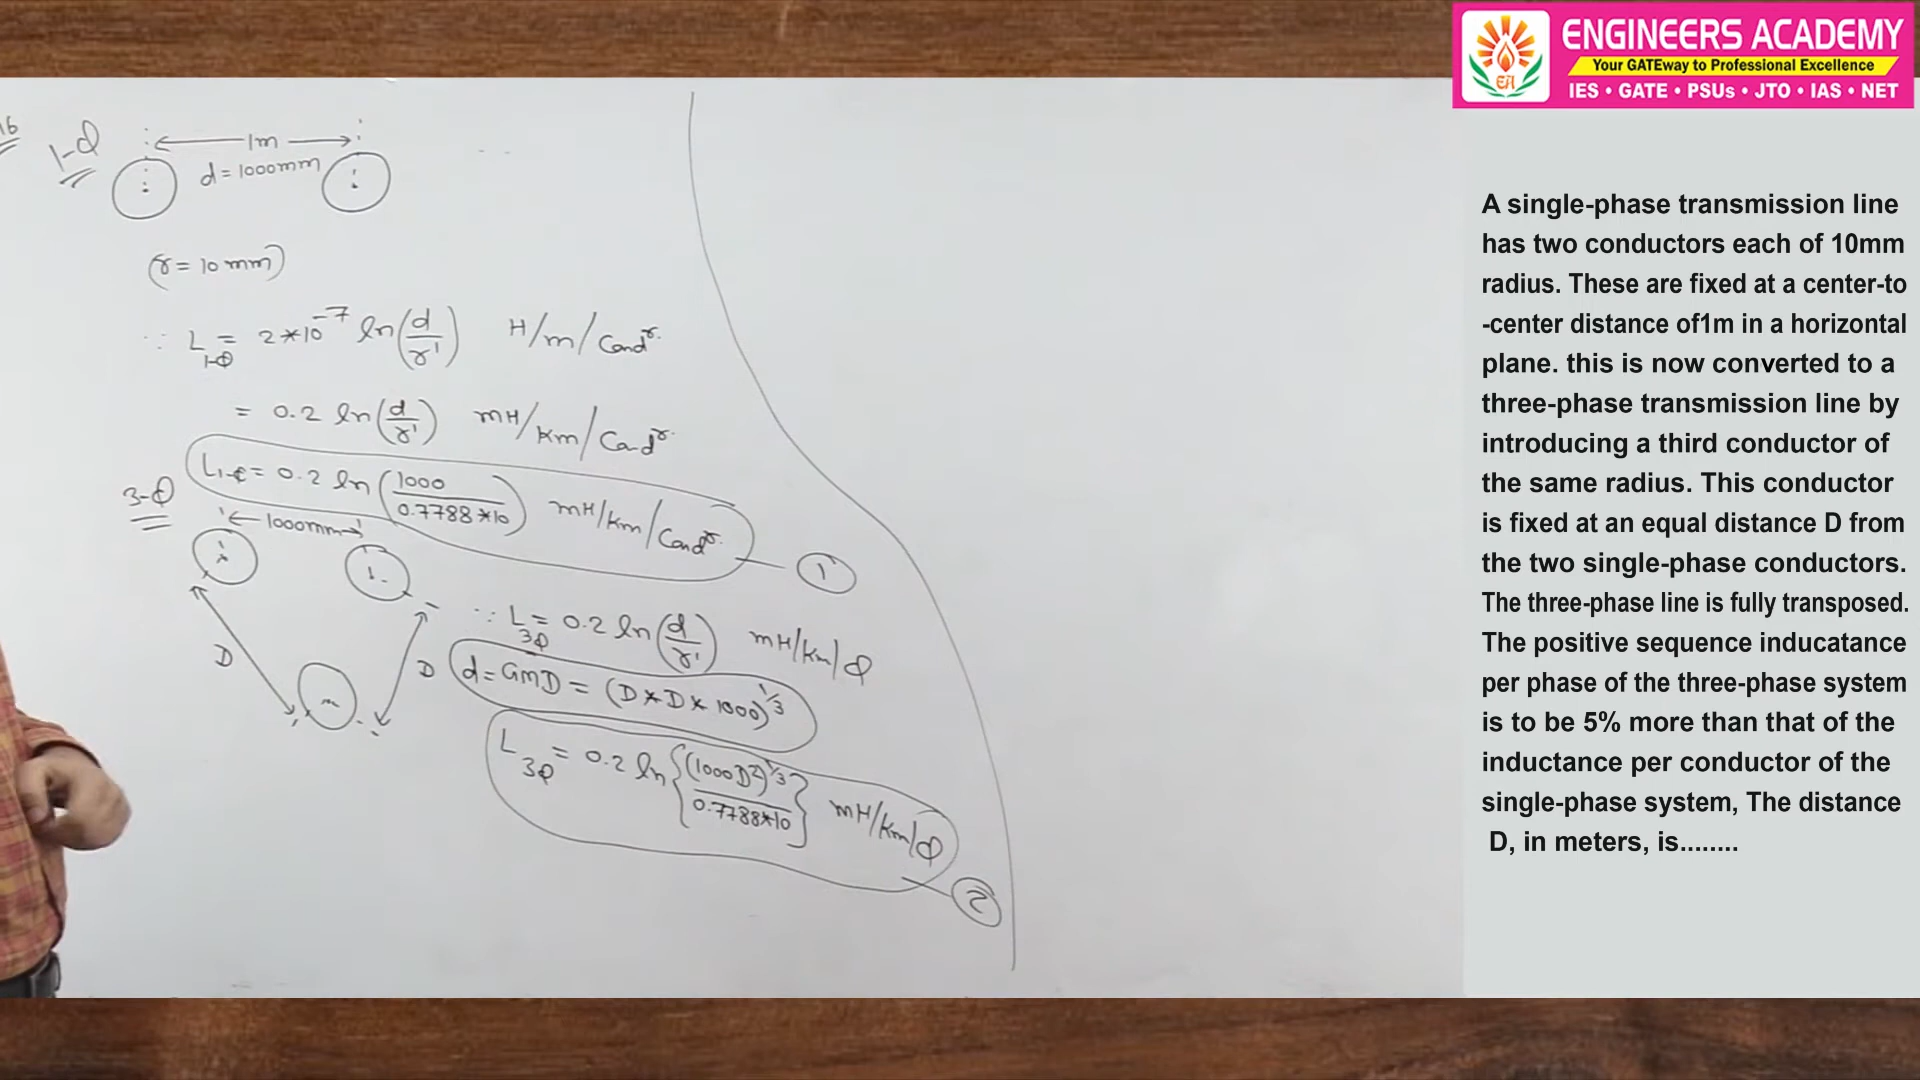 ENGINEERS ACADEMY
Your GATEway to Professional Excellence
IES • GATE • PSUs • JTO • IAS • NET
EA
16
1-Φ
1m
d = 1000mm
(r = 10 mm)
∵ L1-Φ = 2*10^-7 ln(d/r') H/m/Condr.
= 0.2 ln(d/r') mH/Km/Condr.
L1-Φ = 0.2 ln(1000/0.7788*10) mH/Km/Condr. — ①
3-Φ
1000mm
D
D
∵ L3Φ = 0.2 ln(d/r') mH/Km/Φ
d = GMD = (D*D*1000)^1/3
L3Φ = 0.2 ln{(1000D²)^1/3/0.7788*10} mH/Km/Φ — ②
A single-phase transmission line
has two conductors each of 10mm
radius. These are fixed at a center-to
-center distance of1m in a horizontal
plane. this is now converted to a
three-phase transmission line by
introducing a third conductor of
the same radius. This conductor
is fixed at an equal distance D from
the two single-phase conductors.
The three-phase line is fully transposed.
The positive sequence inducatance
per phase of the three-phase system
is to be 5% more than that of the
inductance per conductor of the
single-phase system, The distance
D, in meters, is........